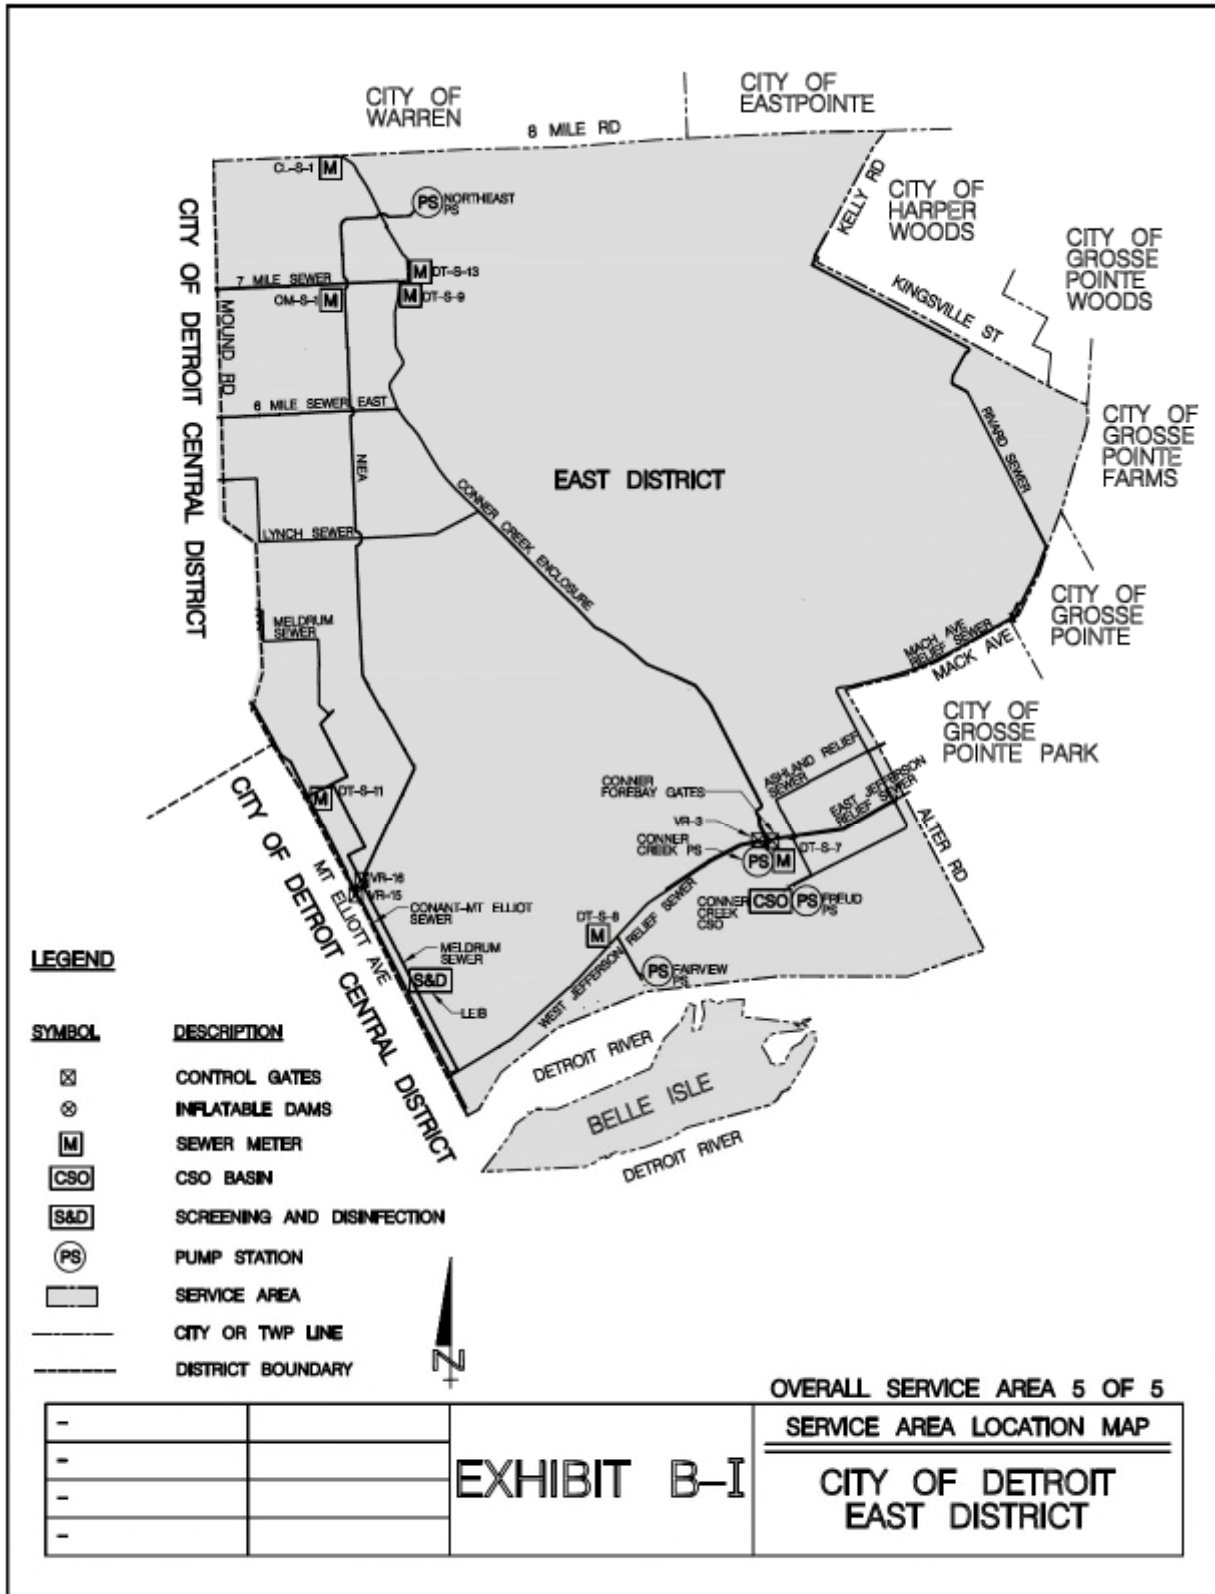 CITY OF
WARREN
CITY OF
EASTPOINTE
8 MILE RD
CL-S-1
M
PS
NORTHEAST
PS
KELLY RD
CITY OF
HARPER
WOODS
CITY OF
GROSSE
POINTE
WOODS
CITY OF DETROIT CENTRAL DISTRICT
M
DT-S-13
7 MILE SEWER
OM-S-1
M
M
DT-S-9
KINGSVILLE ST
MOUND RD
6 MILE SEWER EAST
CITY OF
GROSSE
POINTE
FARMS
RIVARD SEWER
NIEA
EAST DISTRICT
CONNER CREEK ENCLOSURE
LYNCH SEWER
CITY OF
GROSSE
POINTE
MELDRUM
SEWER
MACH AVE
RELIEF SEWER
MACK AVE
CITY OF
GROSSE
POINTE PARK
ASHLAND RELIEF
SEWER
EAST JEFFERSON
RELIEF SEWER
CONNER
FOREBAY GATES
DT-S-11
M
VR-3
ALTER RD
CONNER
CREEK PS
PS
M
DT-S-7
CITY OF DETROIT CENTRAL DISTRICT
MT ELLIOTT AVE
VR-16
VR-15
CONNER
CREEK
CSO
CSO
PS
FREUD
PS
CONANT-MT ELLIOT
SEWER
DT-S-8
M
WEST JEFFERSON RELIEF SEWER
MELDRUM
SEWER
S&D
LEIB
PS
FAIRVIEW
PS
DETROIT RIVER
BELLE ISLE
DETROIT RIVER
LEGEND
SYMBOL DESCRIPTION
CONTROL GATES
INFLATABLE DAMS
M SEWER METER
CSO CSO BASIN
S&D SCREENING AND DISINFECTION
PS PUMP STATION
SERVICE AREA
CITY OR TWP LINE
DISTRICT BOUNDARY
N
OVERALL SERVICE AREA 5 OF 5
-
-
-
-
EXHIBIT B-I
SERVICE AREA LOCATION MAP
CITY OF DETROIT
EAST DISTRICT